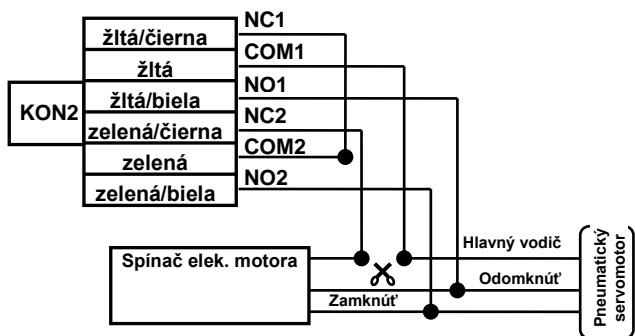 NC1
žltá/čierna
COM1
žltá
NO1
žltá/biela
KON2
NC2
zelená/čierna
COM2
zelená
NO2
zelená/biela
Spínač elek. motora
Hlavný vodič
Odomknúť
Zamknúť
Pneumatický
servomotor